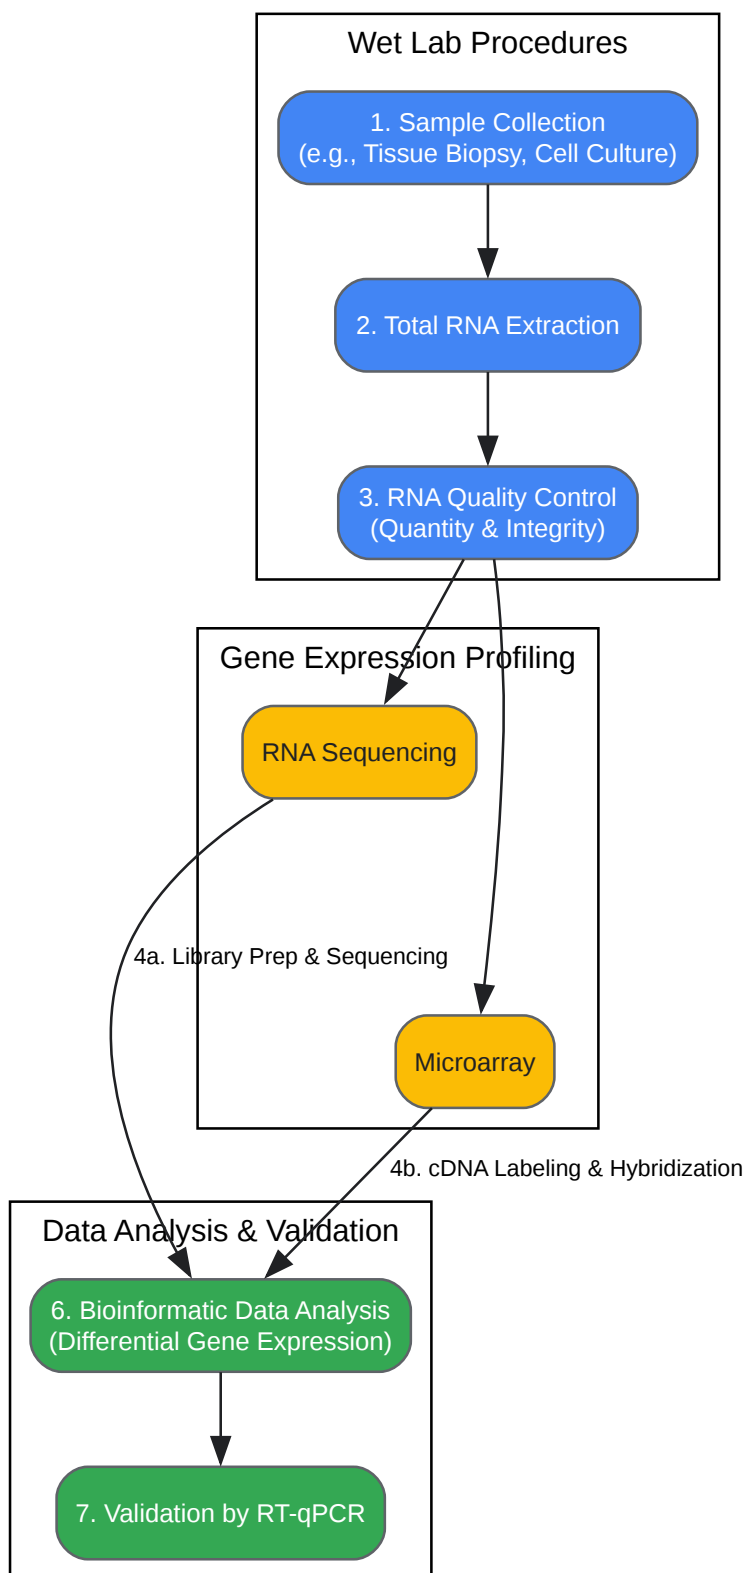 Wet Lab Procedures
1. Sample Collection
(e.g., Tissue Biopsy, Cell Culture)
2. Total RNA Extraction
3. RNA Quality Control
(Quantity & Integrity)
Gene Expression Profiling
RNA Sequencing
4a. Library Prep & Sequencing
Microarray
4b. cDNA Labeling & Hybridization
Data Analysis & Validation
6. Bioinformatic Data Analysis
(Differential Gene Expression)
7. Validation by RT-qPCR